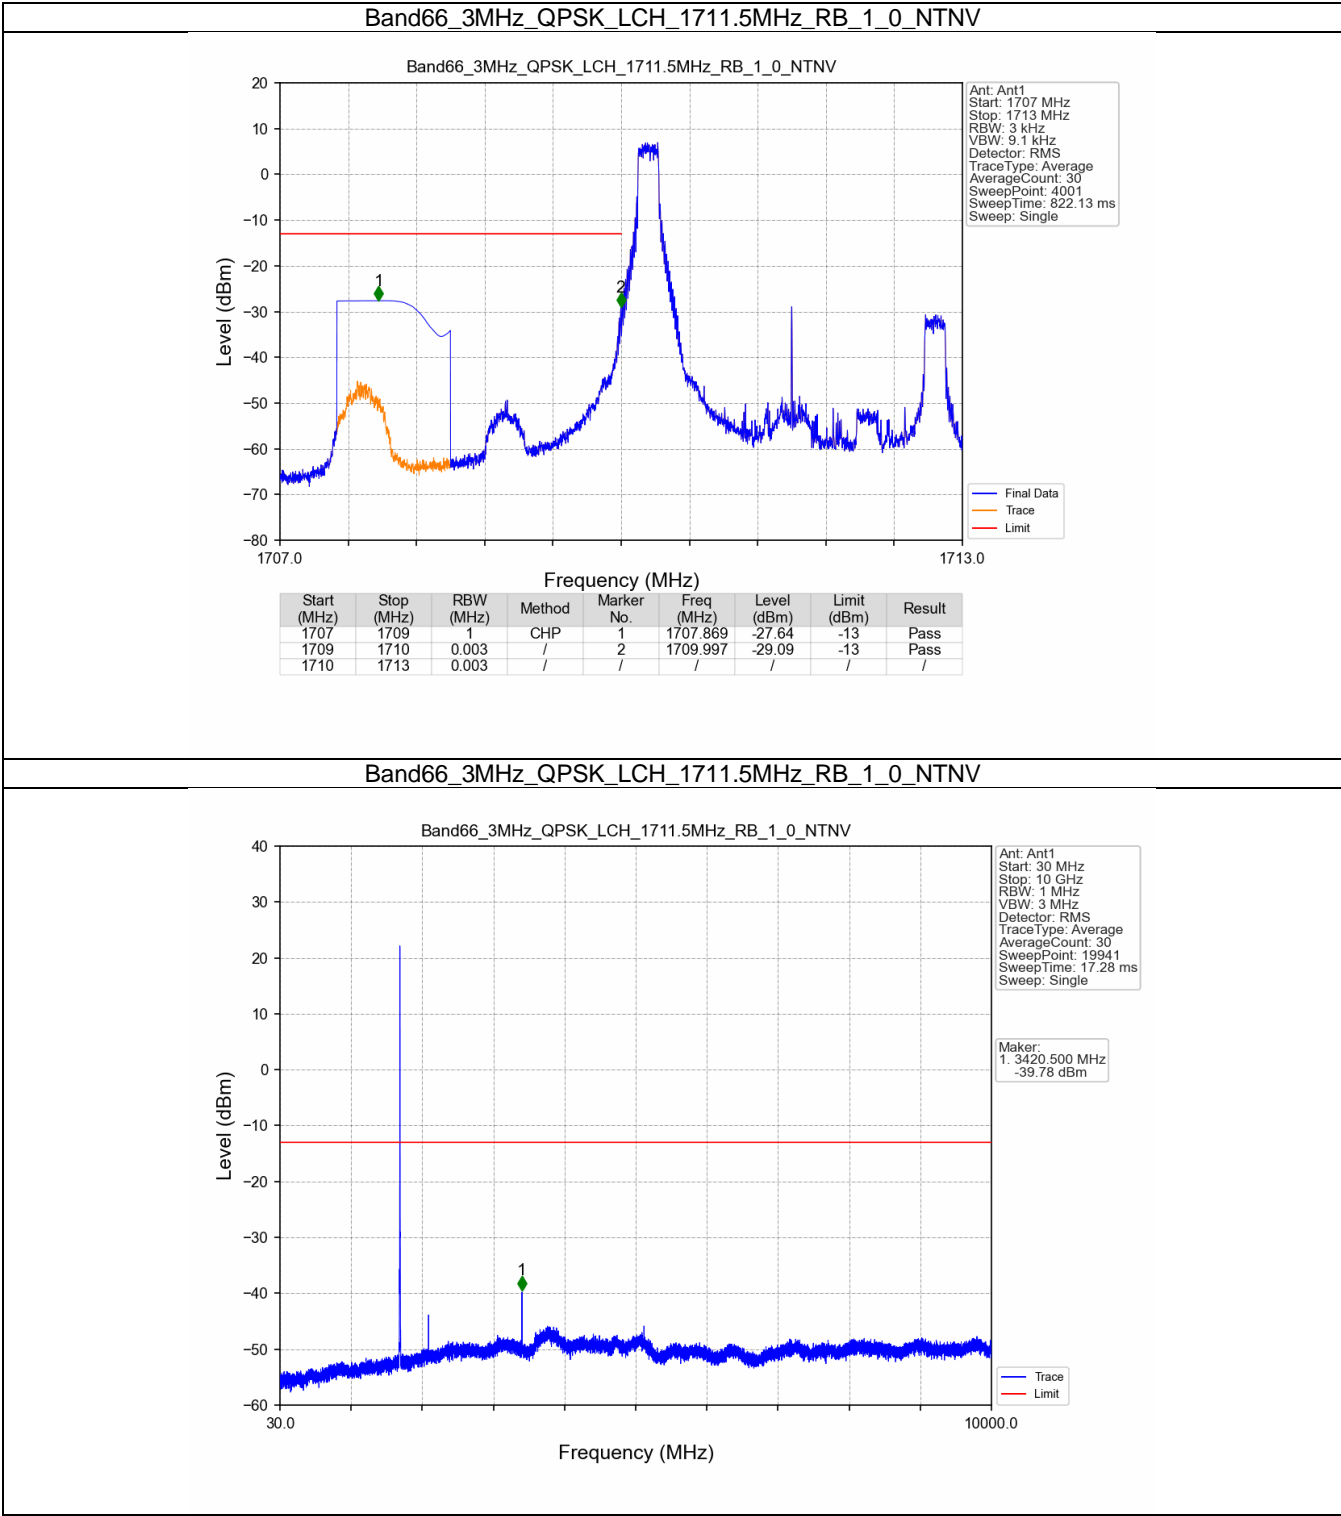 Band66_3MHz_QPSK_LCH_1711.5MHz_RB_1_0_NTNV
Band66_3MHz_QPSK_LCH_1711.5MHz_RB_1_0_NTNV
Ant: Ant1
Start: 1707 MHz
Stop: 1713 MHz
RBW: 3 kHz
VBW: 9.1 kHz
Detector: RMS
TraceType: Average
AverageCount: 30
SweepPoint: 4001
SweepTime: 822.13 ms
Sweep: Single
20
10
0
−10
−20
−30
−40
−50
−60
−70
−80
Level (dBm)
1
2
Final Data
Trace
Limit
1707.0 1713.0
Frequency (MHz)
Start (MHz) Stop (MHz) RBW (MHz) Method Marker No. Freq (MHz) Level (dBm) Limit (dBm) Result
1707 1709 1 CHP 1 1707.869 -27.64 -13 Pass
1709 1710 0.003 / 2 1709.997 -29.09 -13 Pass
1710 1713 0.003 / / / / / /
Band66_3MHz_QPSK_LCH_1711.5MHz_RB_1_0_NTNV
Band66_3MHz_QPSK_LCH_1711.5MHz_RB_1_0_NTNV
Ant: Ant1
Start: 30 MHz
Stop: 10 GHz
RBW: 1 MHz
VBW: 3 MHz
Detector: RMS
TraceType: Average
AverageCount: 30
SweepPoint: 19941
SweepTime: 17.28 ms
Sweep: Single
Maker:
1. 3420.500 MHz
-39.78 dBm
40
30
20
10
0
−10
−20
−30
−40
−50
−60
Level (dBm)
1
Trace
Limit
30.0 10000.0
Frequency (MHz)